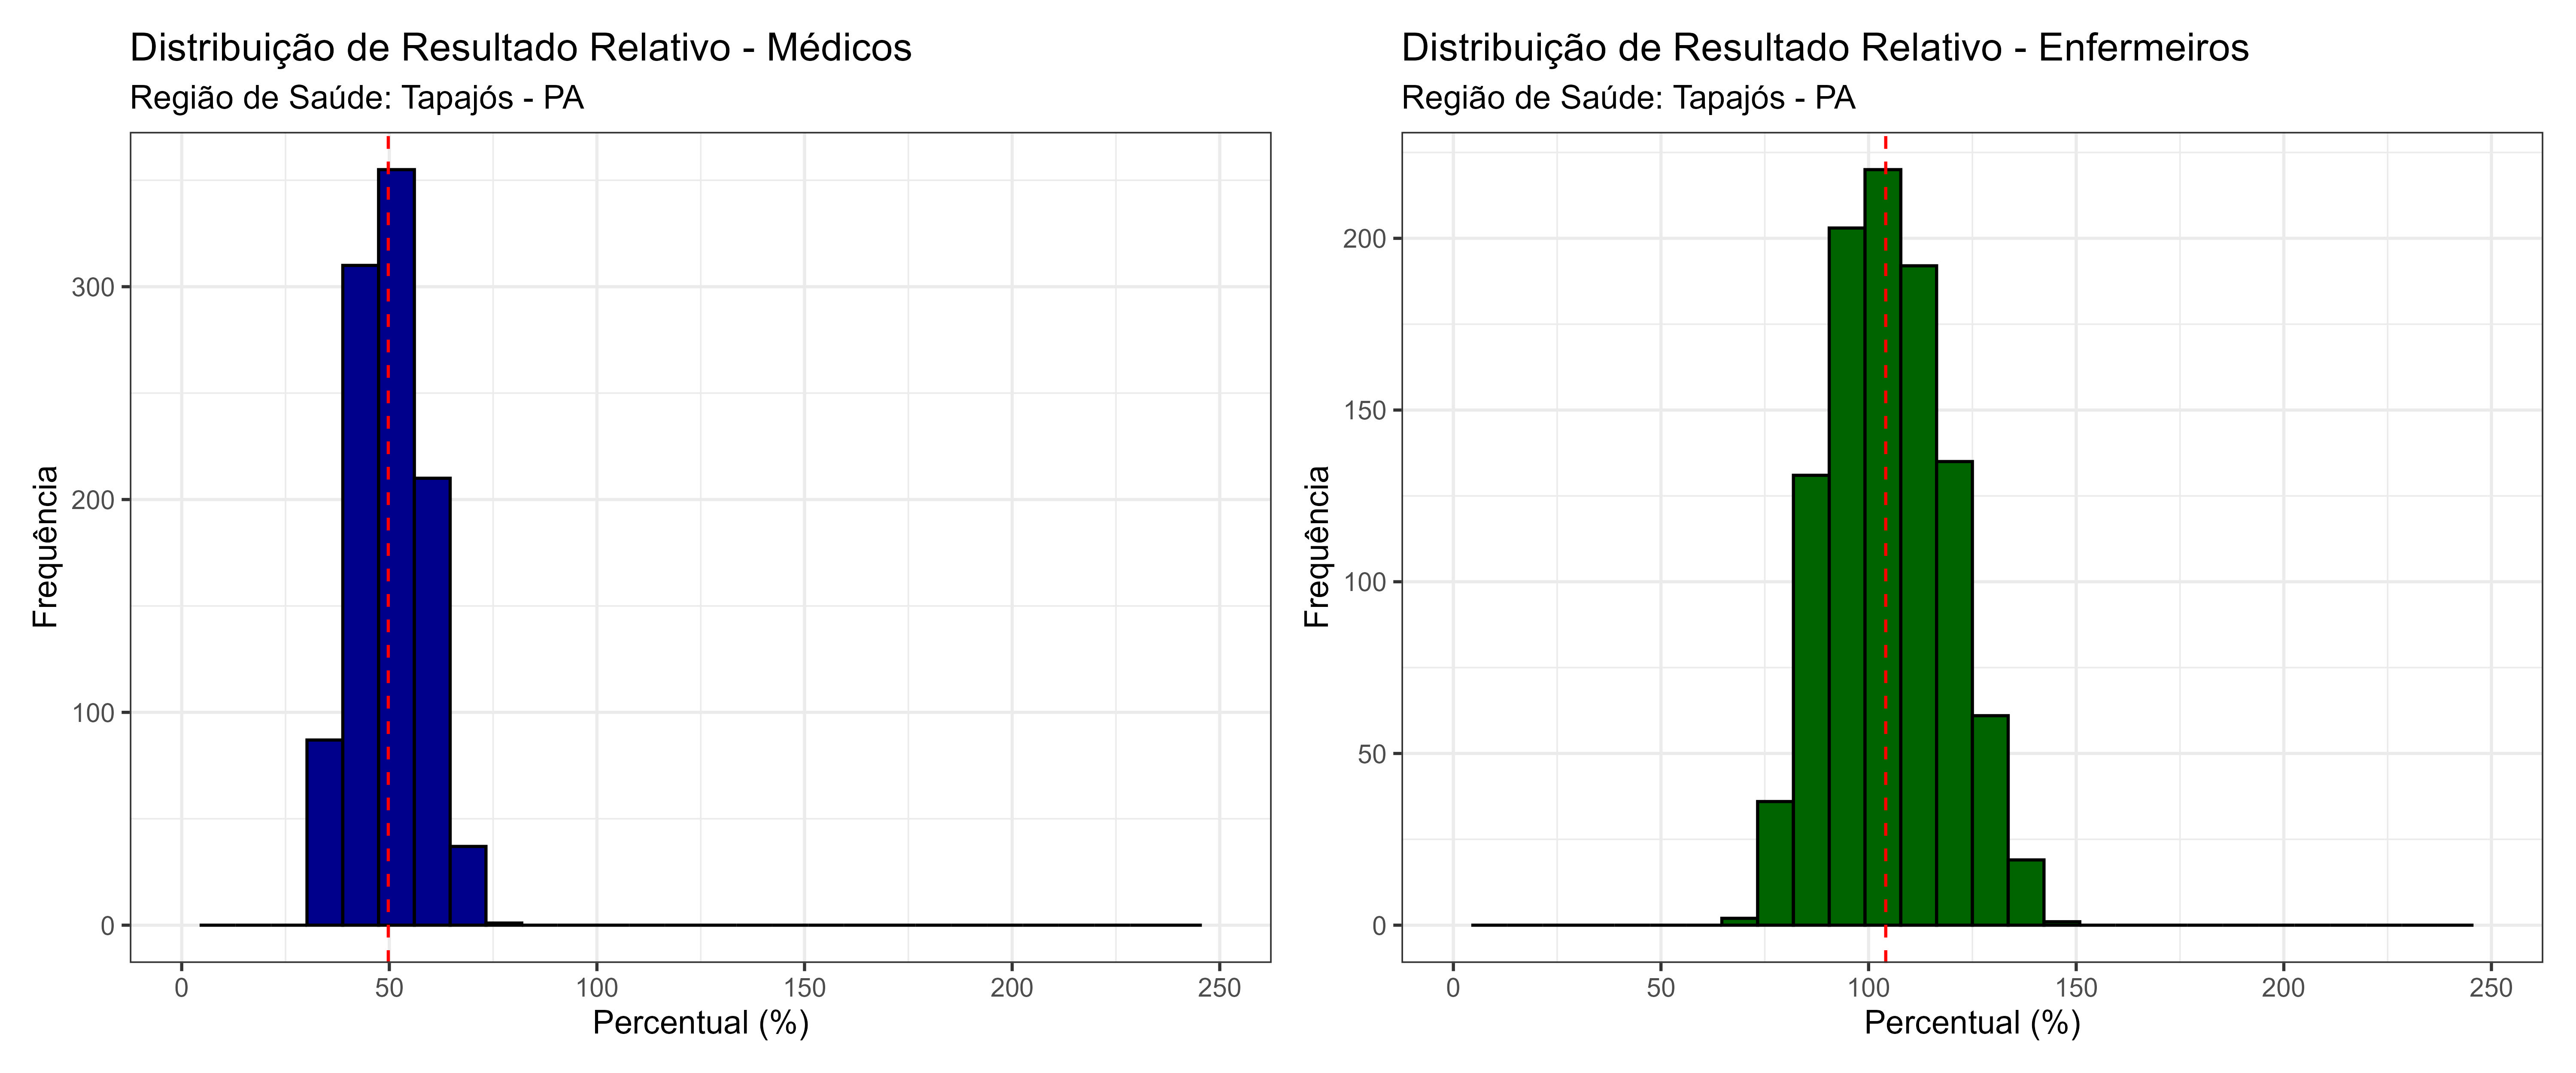 Distribuição de Resultado Relativo - Médicos
Região de Saúde: Tapajós - PA
Frequência
300
200
100
0
0 50 100 150 200 250
Percentual (%)
Distribuição de Resultado Relativo - Enfermeiros
Região de Saúde: Tapajós - PA
Frequência
200
150
100
50
0
0 50 100 150 200 250
Percentual (%)